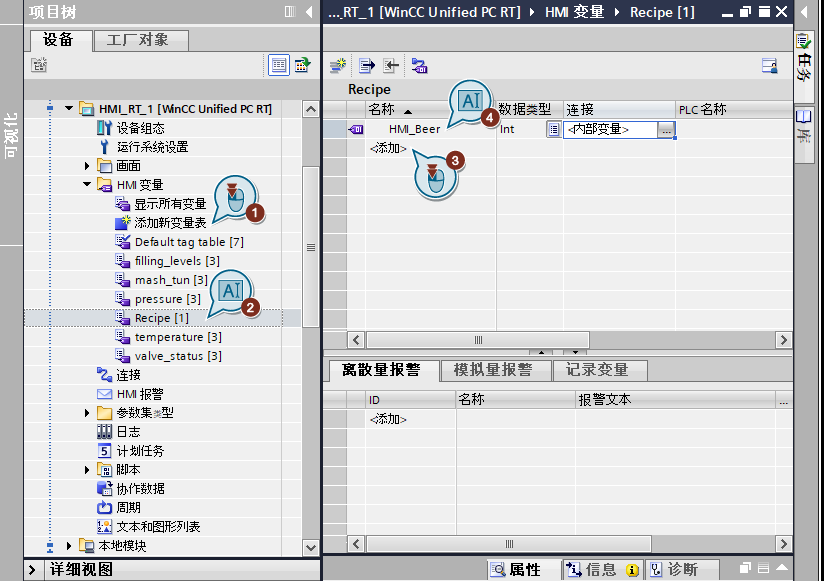 项目树
..._RT_1 [WinCC Unified PC RT] ▸ HMI 变量 ▸ Recipe [1]
设备
工厂对象
可视化
HMI_RT_1 [WinCC Unified PC RT]
设备组态
运行系统设置
画面
HMI 变量
显示所有变量
添加新变量表
Default tag table [7]
filling_levels [3]
mash_tun [3]
pressure [3]
Recipe [1]
temperature [3]
valve_status [3]
连接
HMI 报警
参数集类型
日志
计划任务
脚本
协作数据
周期
文本和图形列表
本地模块
详细视图
1
AI
2
Recipe
名称
数据类型
连接
PLC 名称
HMI_Beer
Int
<内部变量>
...
<添加>
AI
4
3
离散量报警
模拟量报警
记录变量
ID
名称
报警文本
...
<添加>
属性
信息
诊断
任务
库